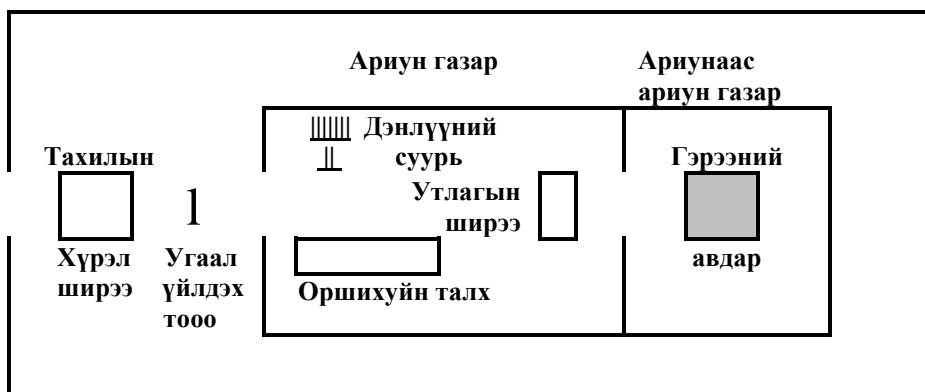 Ариун газар
Ариунаас
ариун газар
Дэнлүүний
суурь
Тахилын
Гэрээний
Утлагын
ширээ
1
Хүрэл
ширээ
Угаал
үйлдэх
тооо
авдар
Оршихуйн талх